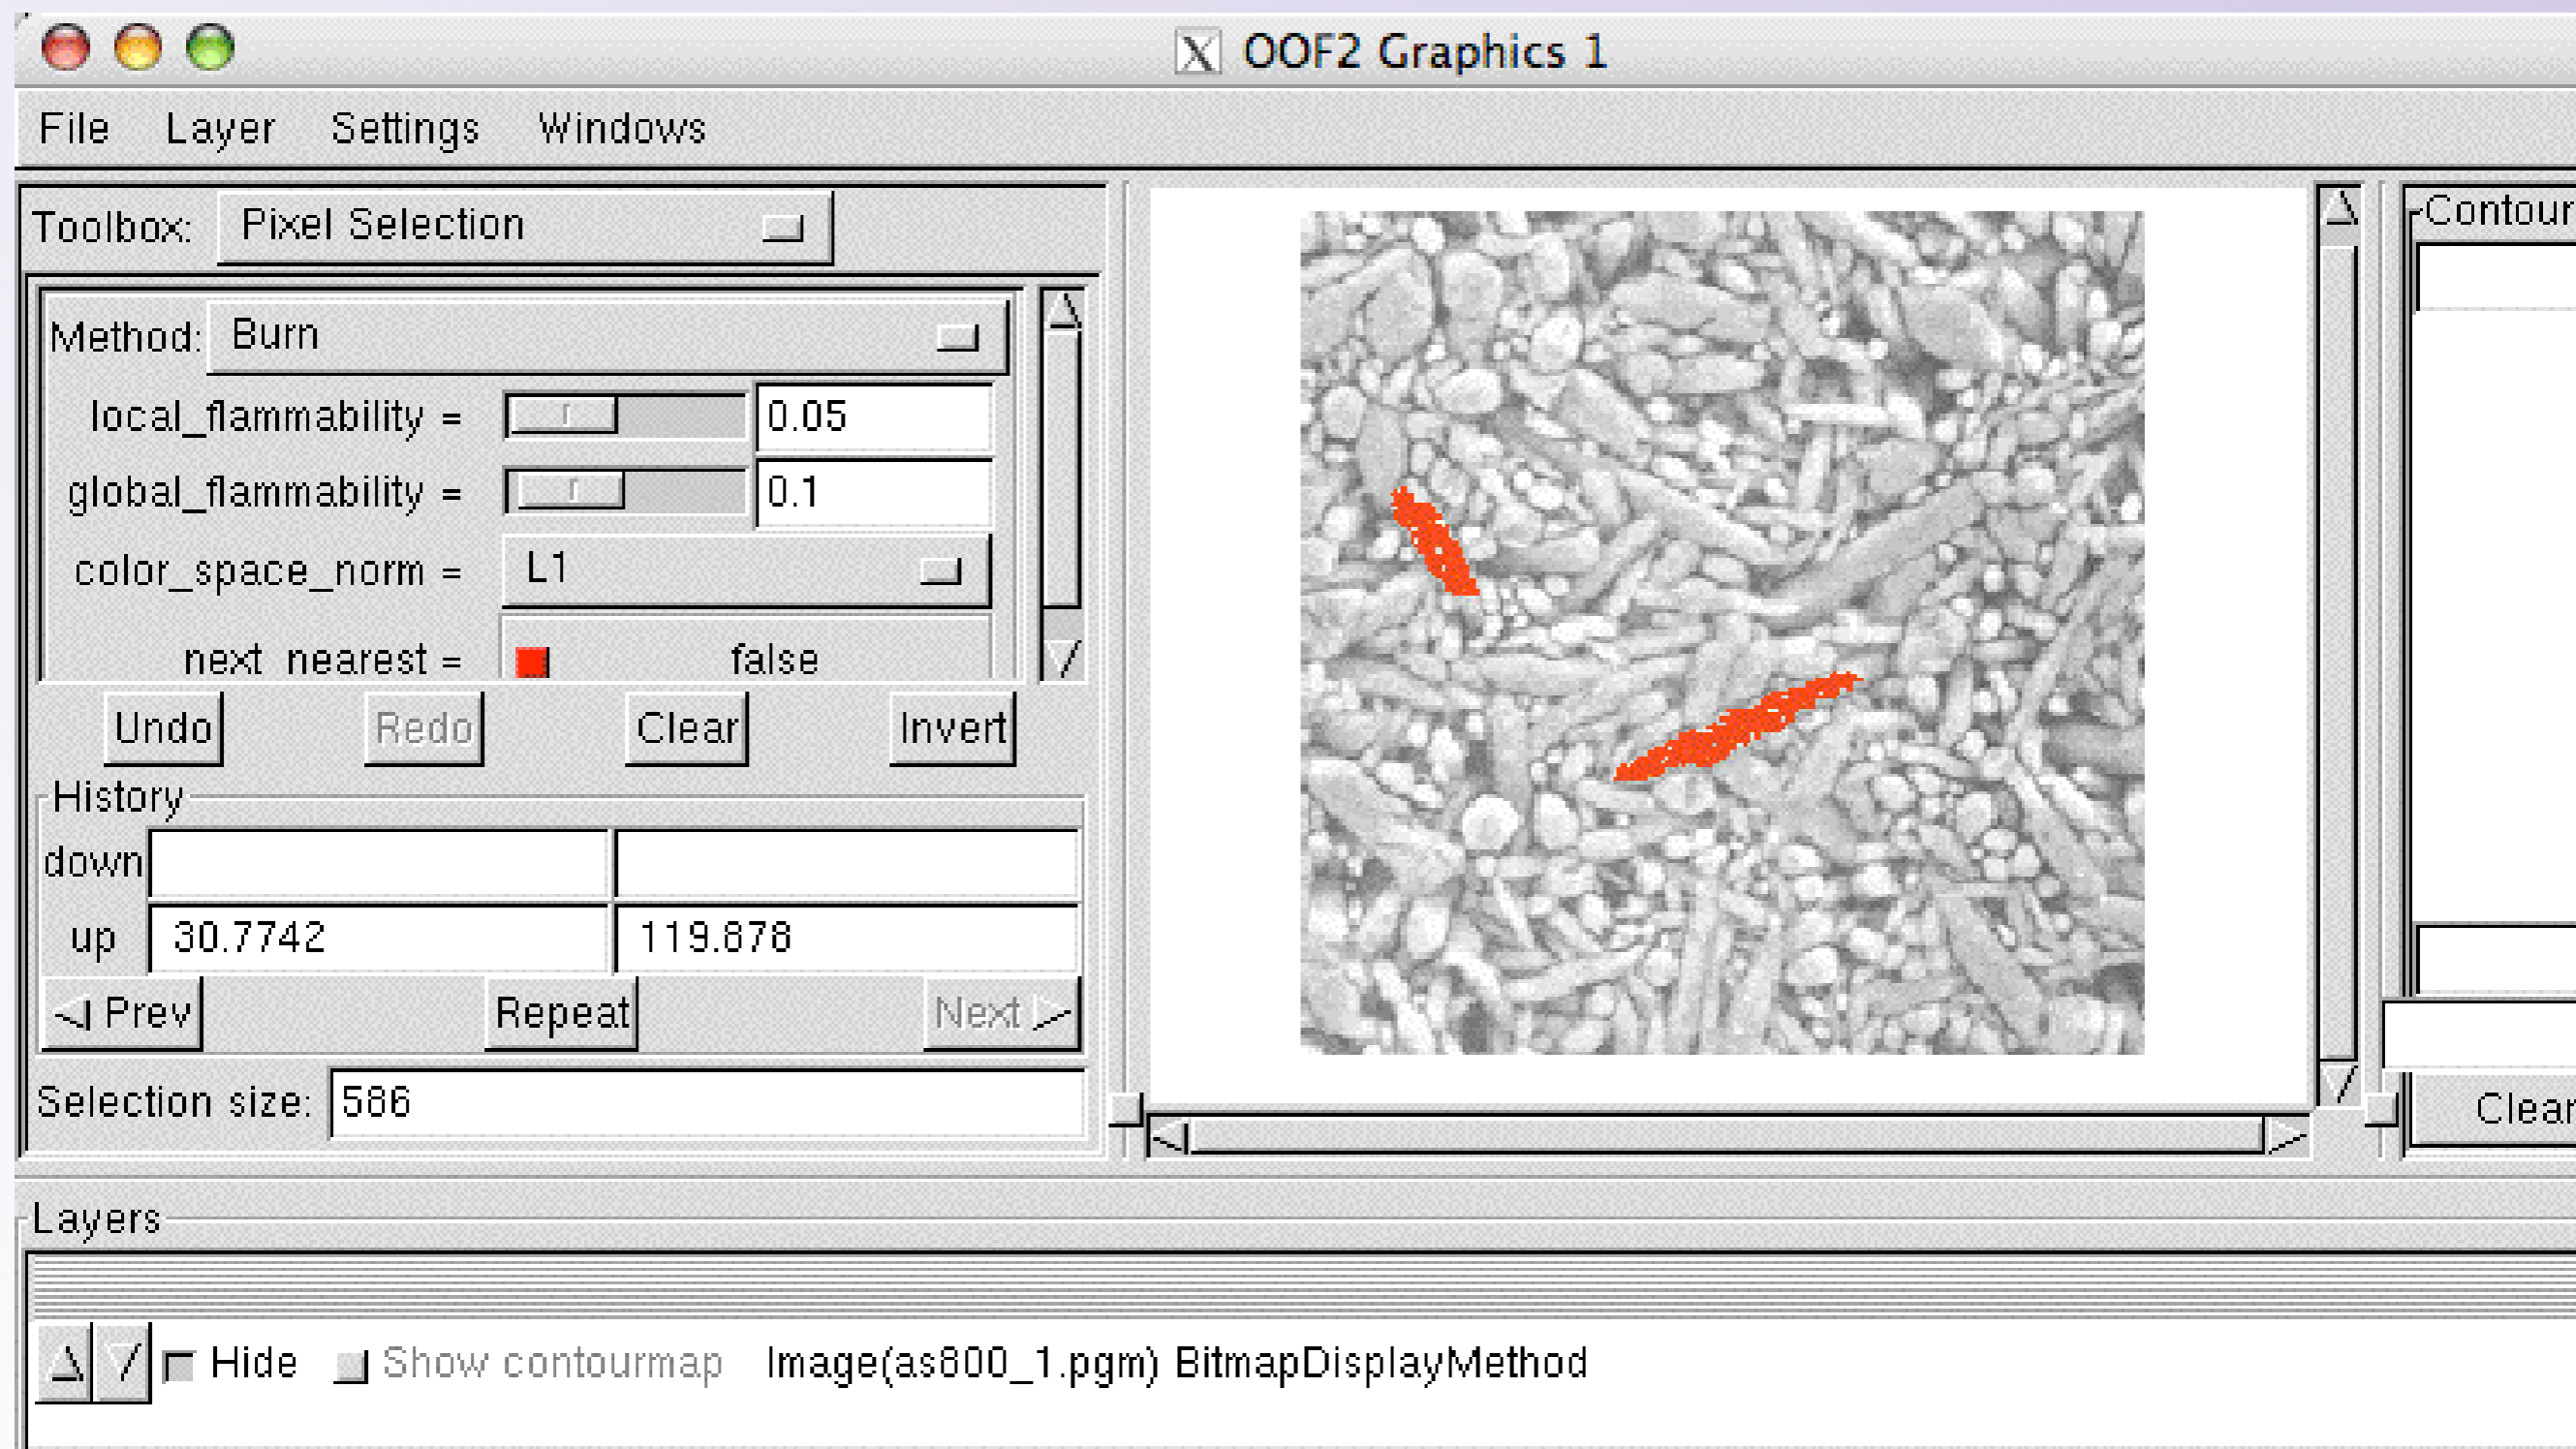 X OOF2 Graphics 1
File Layer Settings Windows
Toolbox: Pixel Selection
Method: Burn
local_flammability = 0.05
global_flammability = 0.1
color_space_norm = L1
next_nearest = false
Undo Redo Clear Invert
History
down
up 30.7742 119.878
Prev Repeat Next
Selection size: 586
Contour
Clear
Layers
Hide Show contourmap Image(as800_1.pgm) BitmapDisplayMethod